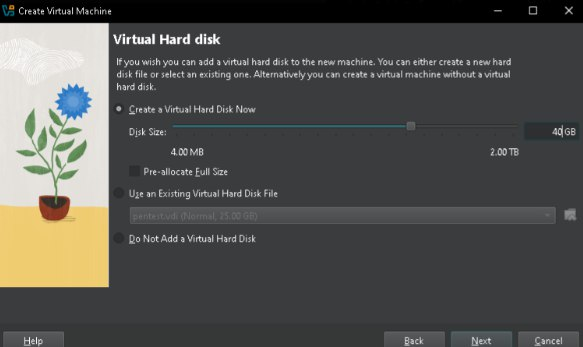 Create Virtual Machine
Virtual Hard disk
If you wish you can add a virtual hard disk to the new machine. You can either create a new hard
disk file or select an existing one. Alternatively you can create a virtual machine without a virtual
hard disk.
Create a Virtual Hard Disk Now
Disk Size:
40 GB
4.00 MB
2.00 TB
Pre-allocate Full Size
Use an Existing Virtual Hard Disk File
pentest.vdi (Normal, 25.00 GB)
Do Not Add a Virtual Hard Disk
Help
Back
Next
Cancel